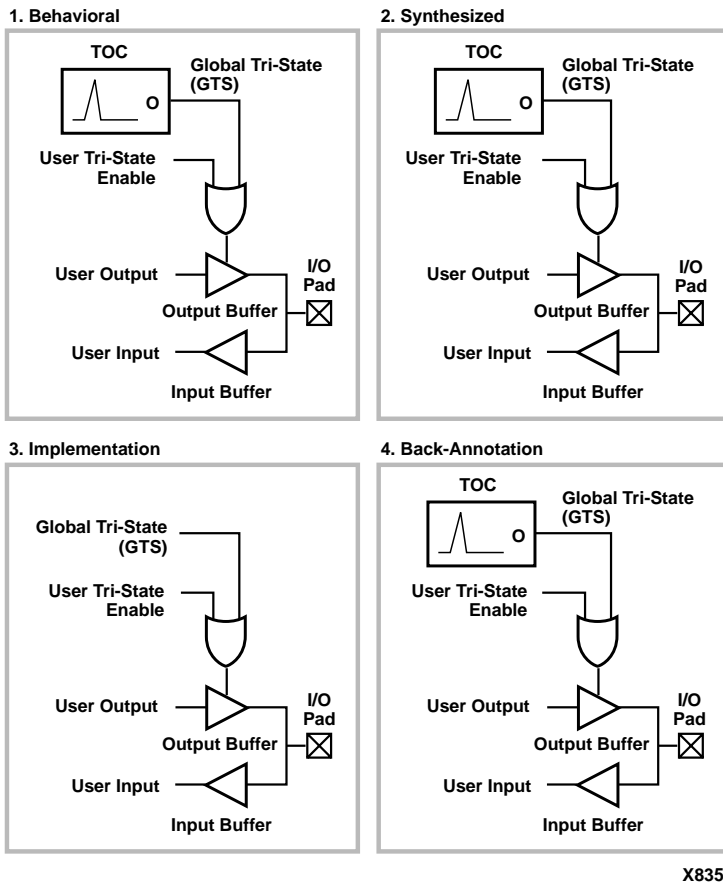 1. Behavioral
TOC
O
Global Tri-State
(GTS)
User Tri-State
Enable
User Output
I/O
Pad
Output Buffer
User Input
Input Buffer
2. Synthesized
TOC
O
Global Tri-State
(GTS)
User Tri-State
Enable
User Output
I/O
Pad
Output Buffer
User Input
Input Buffer
3. Implementation
Global Tri-State
(GTS)
User Tri-State
Enable
User Output
I/O
Pad
Output Buffer
User Input
Input Buffer
4. Back-Annotation
TOC
O
Global Tri-State
(GTS)
User Tri-State
Enable
User Output
I/O
Pad
Output Buffer
User Input
Input Buffer
X835